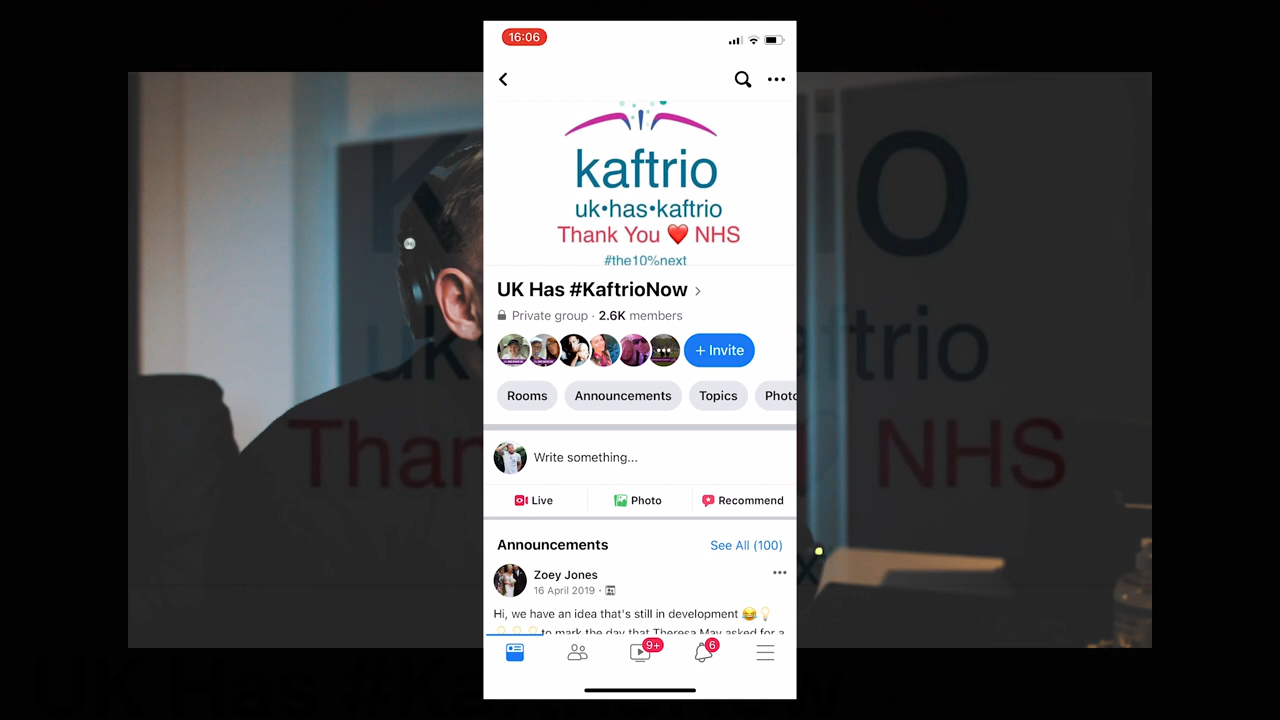 16:06
kaftrio
uk•has•kaftrio
Thank You ❤️ NHS
#the10%next
UK Has #KaftrioNow >
Private group · 2.6K members
+ Invite
Rooms Announcements Topics Photo
Write something...
Live Photo Recommend
Announcements See All (100)
Zoey Jones
16 April 2019 ·
Hi, we have an idea that's still in development 😂💡
💡💡💡to mark the day that Theresa May asked for a
9+ 6